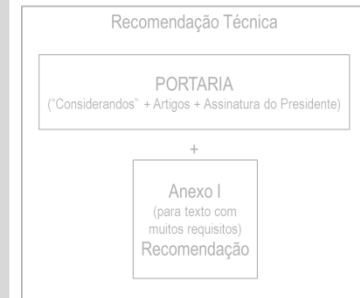 Recomendação Técnica
PORTARIA
("Considerandos" + Artigos + Assinatura do Presidente)
+
Anexo I
(para texto com
muitos requisitos)
Recomendação